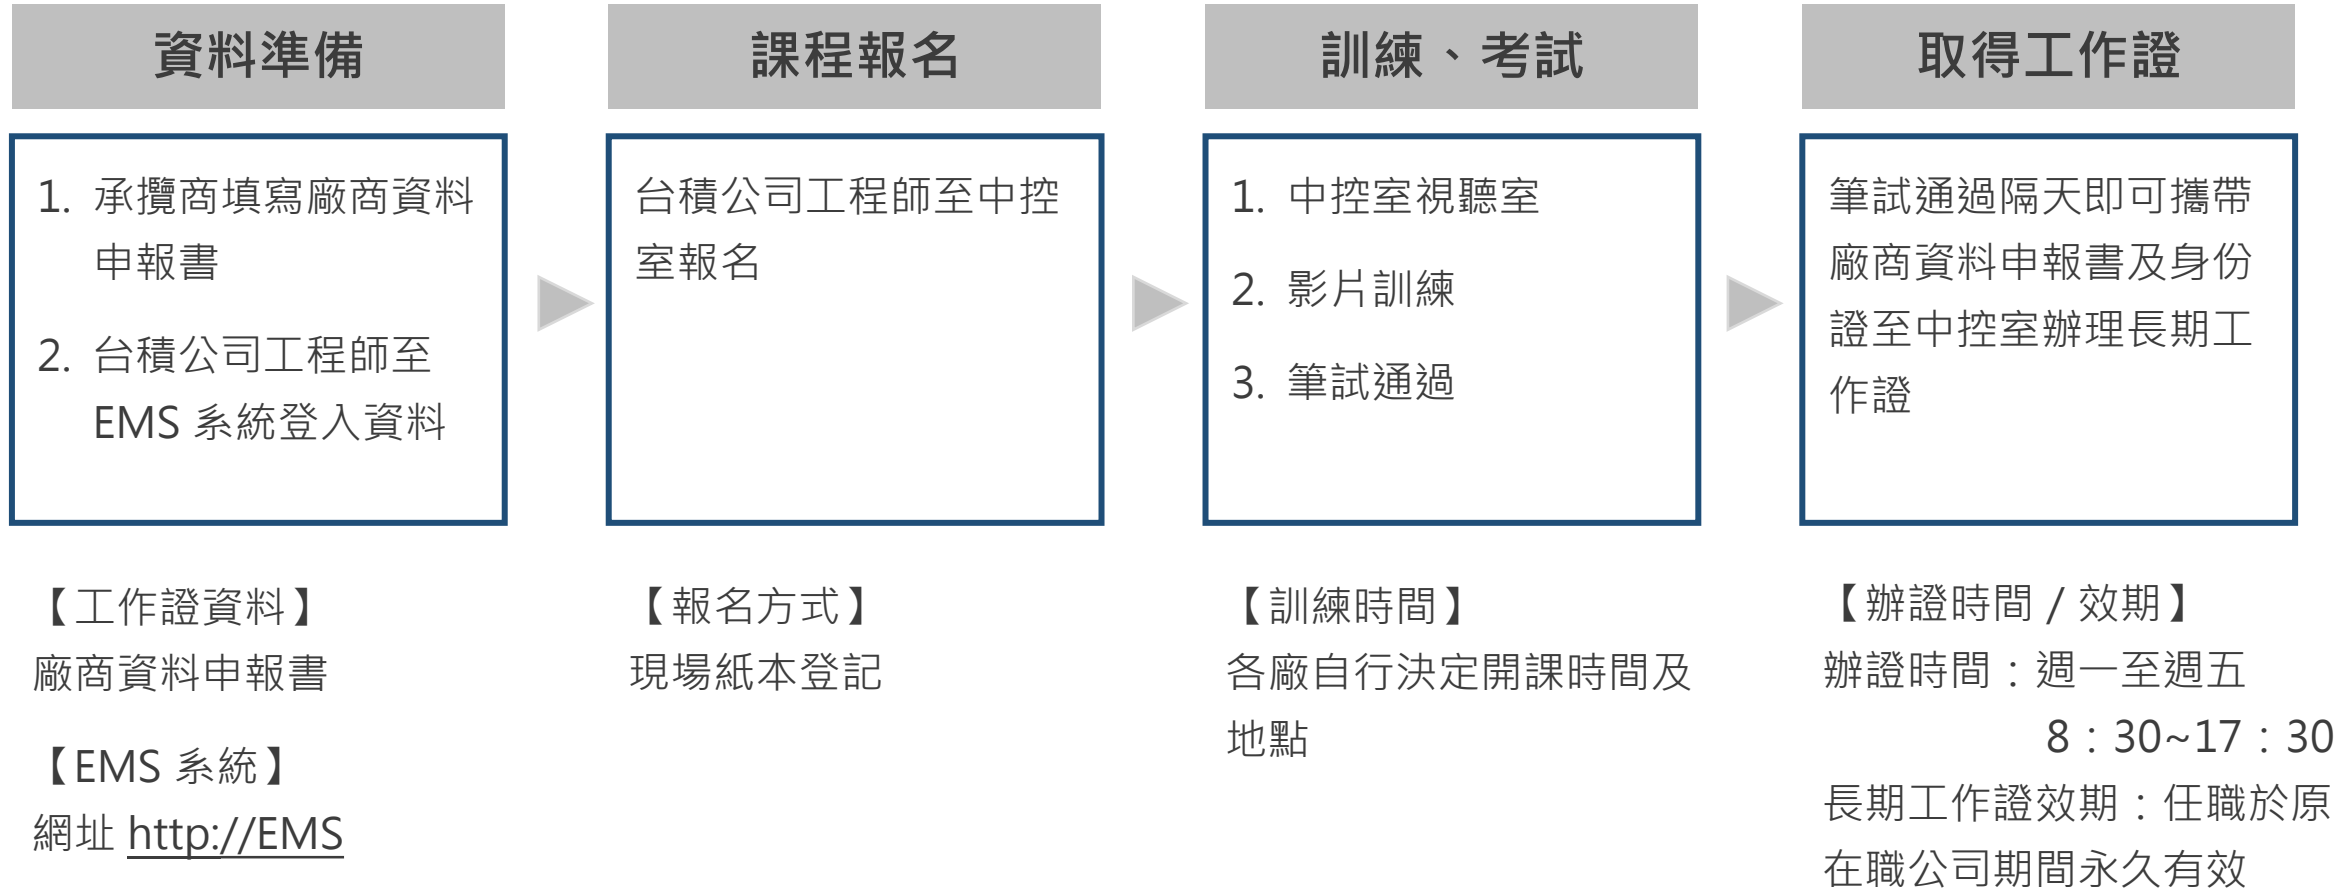 資料準備
1. 承攬商填寫廠商資料
申報書
2. 台積公司工程師至
EMS 系統登入資料
【工作證資料】
廠商資料申報書
【EMS 系統】
網址 http://EMS
課程報名
台積公司工程師至中控
室報名
【報名方式】
現場紙本登記
訓練、考試
1. 中控室視聽室
2. 影片訓練
3. 筆試通過
【訓練時間】
各廠自行決定開課時間及
地點
取得工作證
筆試通過隔天即可攜帶
廠商資料申報書及身份
證至中控室辦理長期工
作證
【辦證時間 / 效期】
辦證時間：週一至週五
8：30~17：30
長期工作證效期：任職於原
在職公司期間永久有效